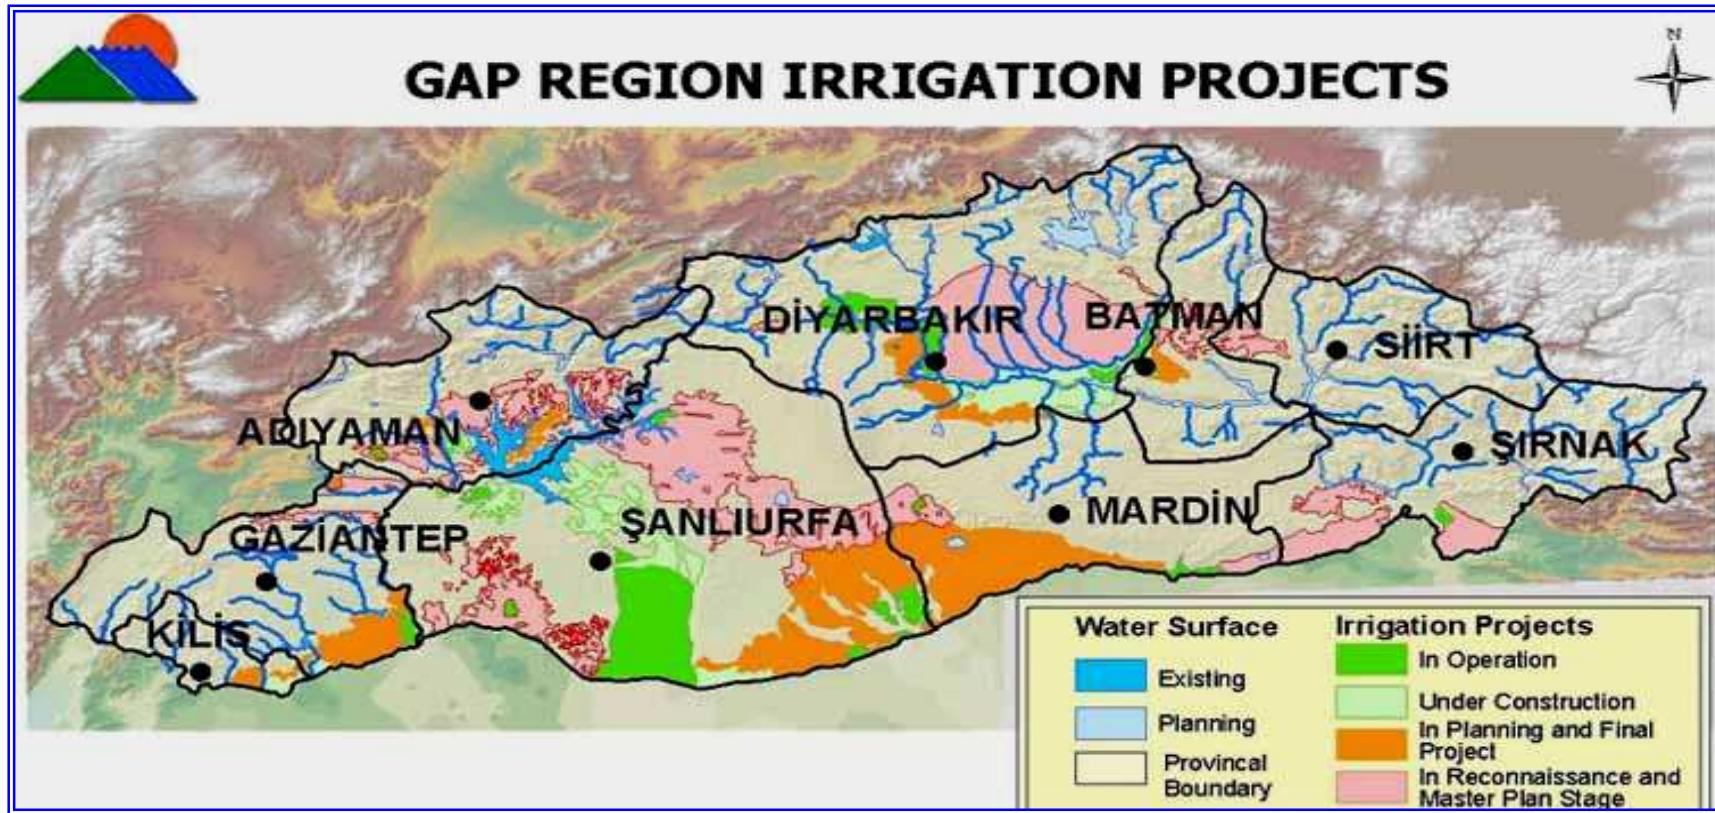 GAP REGION IRRIGATION PROJECTS
N
DİYARBAKIR
BATMAN
SİİRT
ADIYAMAN
ŞIRNAK
ŞANLIURFA
MARDİN
GAZİANTEP
KİLİS
Water Surface
Existing
Planning
Provincal
Boundary
Irrigation Projects
In Operation
Under Construction
In Planning and Final
Project
In Reconnaissance and
Master Plan Stage